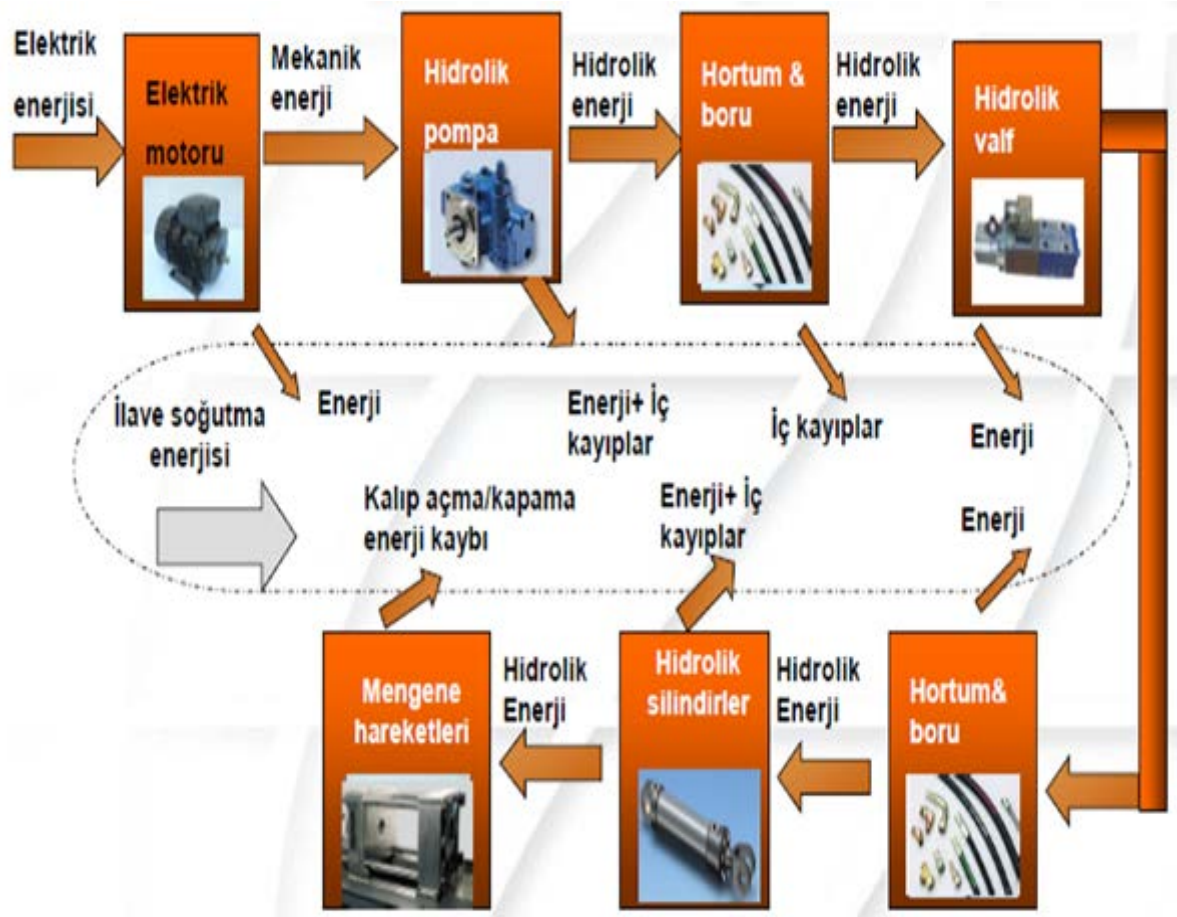 Elektrik
enerjisi
Elektrik
motoru
Mekanik
enerji
Hidrolik
pompa
Hidrolik
enerji
Hortum &
boru
Hidrolik
enerji
Hidrolik
valf
İlave soğutma
enerjisi
Enerji
Enerji+ İç
kayıplar
İç kayıplar
Enerji
Kalıp açma/kapama
enerji kaybı
Enerji+ İç
kayıplar
Enerji
Mengene
hareketleri
Hidrolik
Enerji
Hidrolik
silindirler
Hidrolik
Enerji
Hortum&
boru